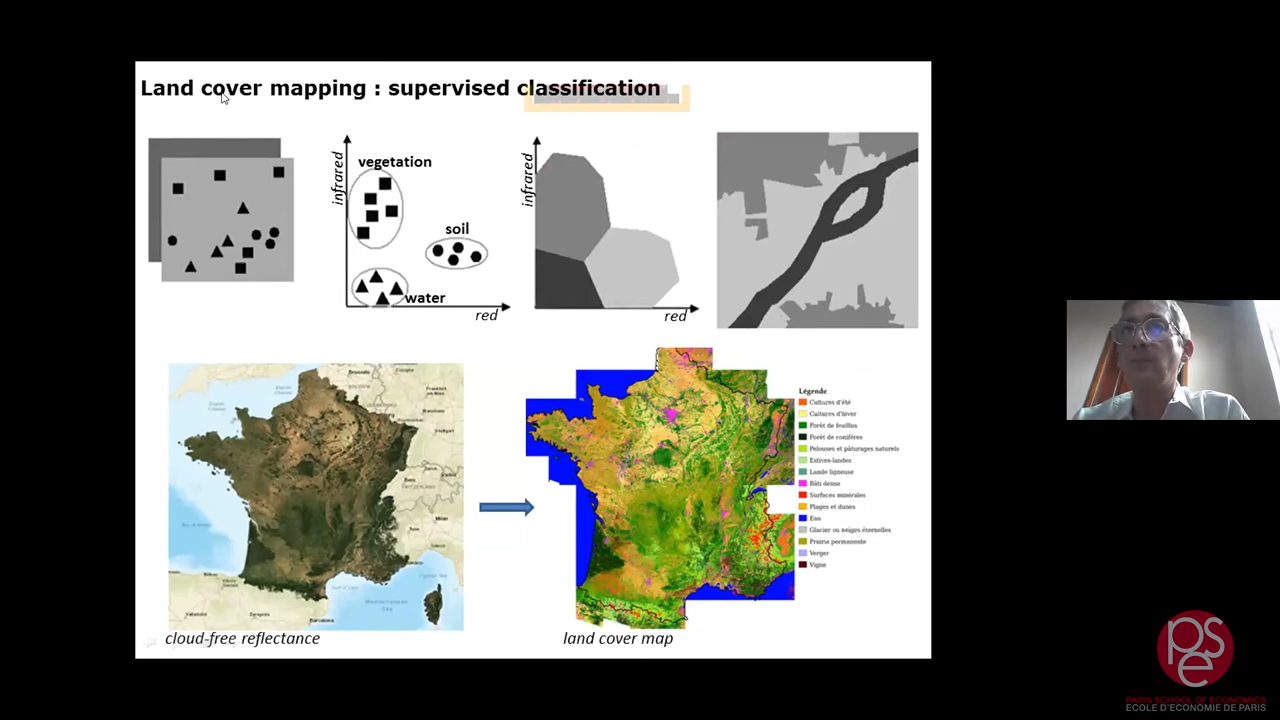 Land cover mapping : supervised classification
infrared
vegetation
soil
water
red
infrared
red
Légende
Cultures d'été
Cultures d'hiver
Forêt de feuillus
Forêt de conifères
Pelouses et pâturages naturels
Estives-landes
Lande ligneuse
Bâti dense
Surfaces minérales
Plages et dunes
Eau
Glacier ou neiges éternelles
Prairie permanente
Verger
Vigne
Milan
Barcelona
cloud-free reflectance
land cover map
pse
PARIS SCHOOL OF ECONOMICS
ECOLE D'ECONOMIE DE PARIS